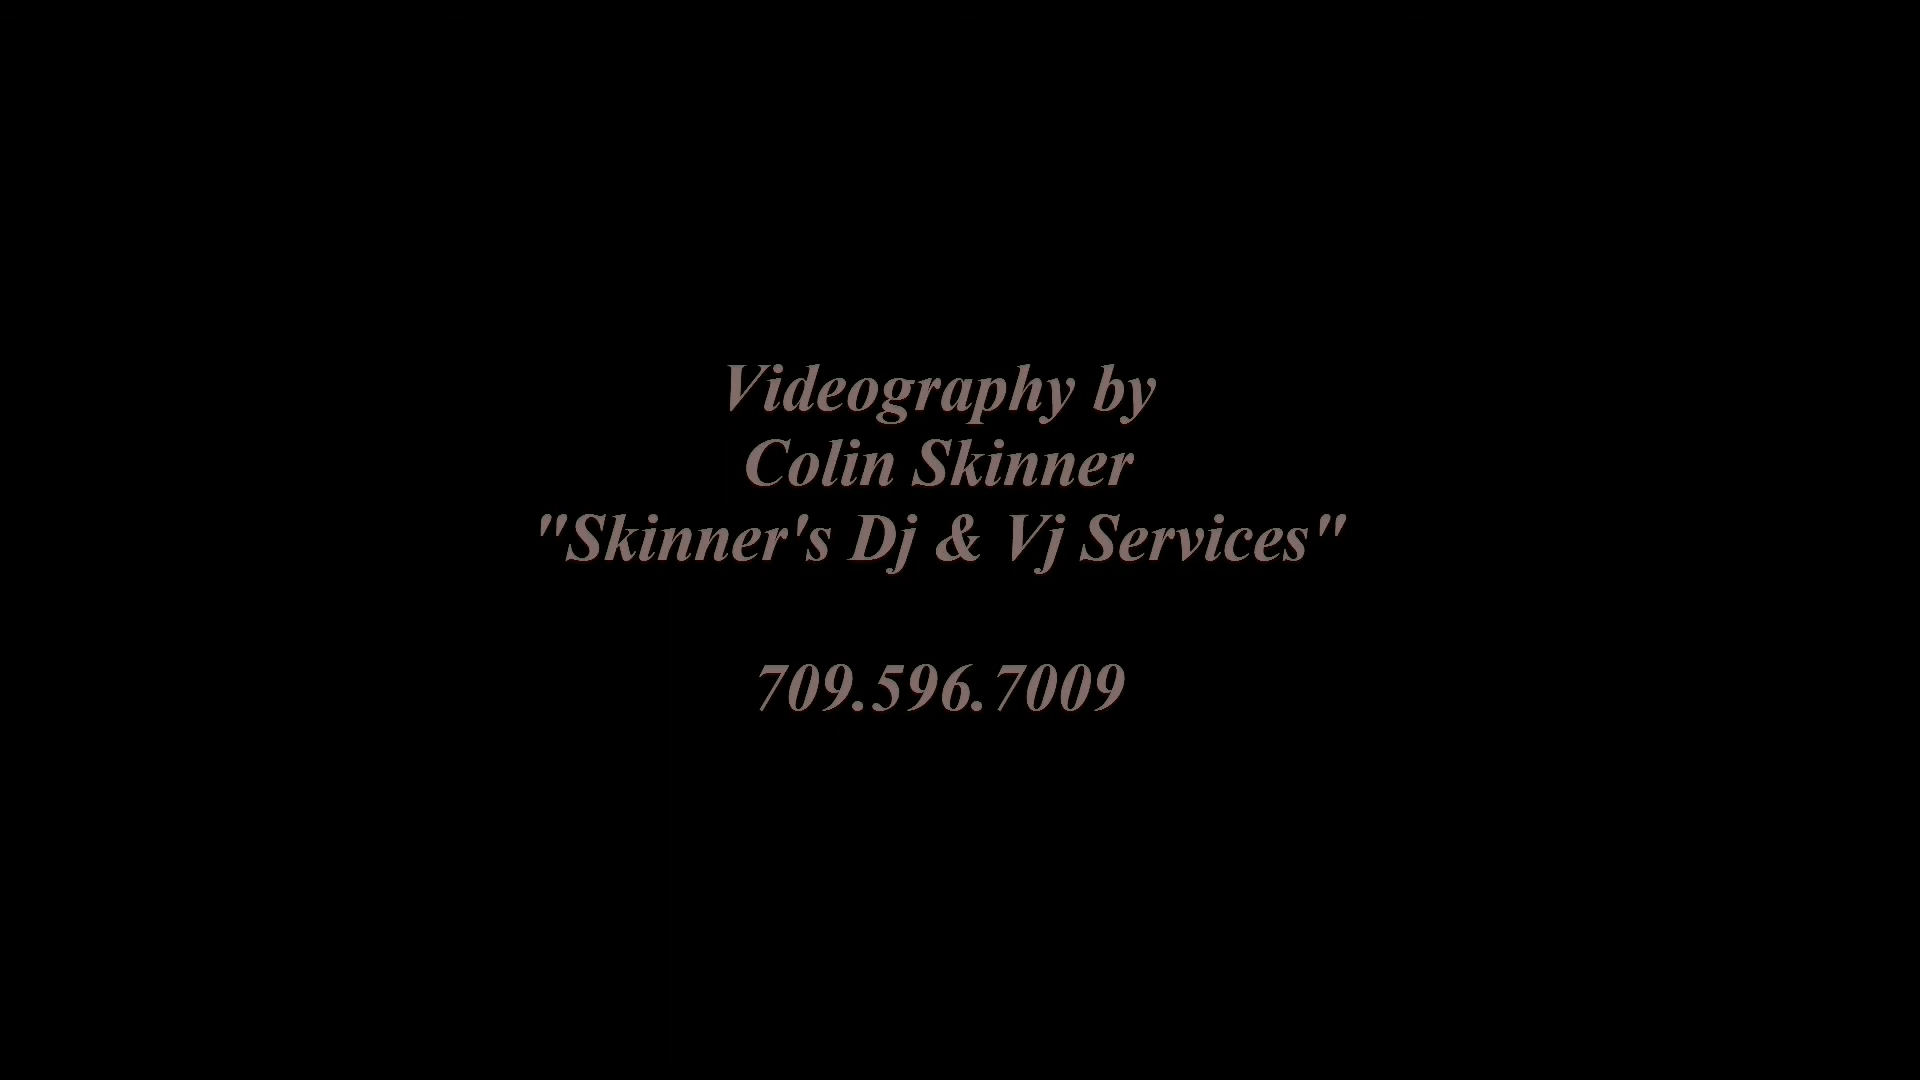 Videography by
Colin Skinner
"Skinner's Dj & Vj Services"
709.596.7009